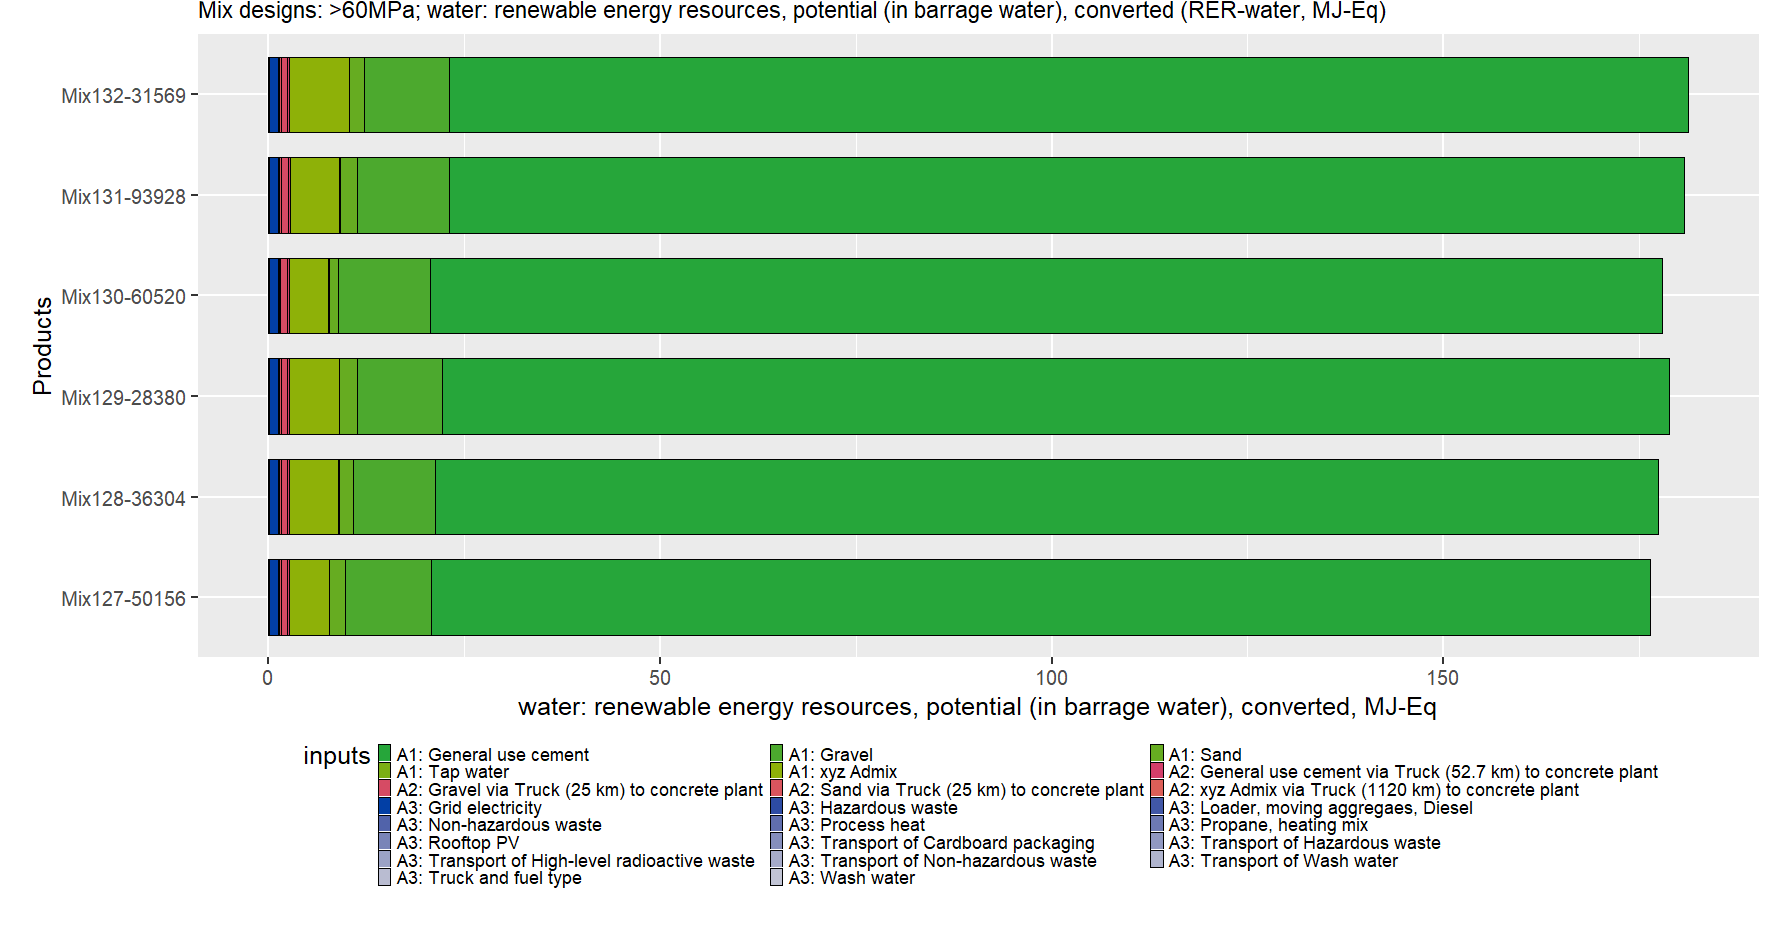 Mix designs: >60MPa; water: renewable energy resources, potential (in barrage water), converted (RER-water, MJ-Eq)
Products
Mix132-31569
Mix131-93928
Mix130-60520
Mix129-28380
Mix128-36304
Mix127-50156
0 50 100 150
water: renewable energy resources, potential (in barrage water), converted, MJ-Eq
inputs
A1: General use cement A1: Gravel A1: Sand
A1: Tap water A1: xyz Admix A2: General use cement via Truck (52.7 km) to concrete plant
A2: Gravel via Truck (25 km) to concrete plant A2: Sand via Truck (25 km) to concrete plant A2: xyz Admix via Truck (1120 km) to concrete plant
A3: Grid electricity A3: Hazardous waste A3: Loader, moving aggregaes, Diesel
A3: Non-hazardous waste A3: Process heat A3: Propane, heating mix
A3: Rooftop PV A3: Transport of Cardboard packaging A3: Transport of Hazardous waste
A3: Transport of High-level radioactive waste A3: Transport of Non-hazardous waste A3: Transport of Wash water
A3: Truck and fuel type A3: Wash water